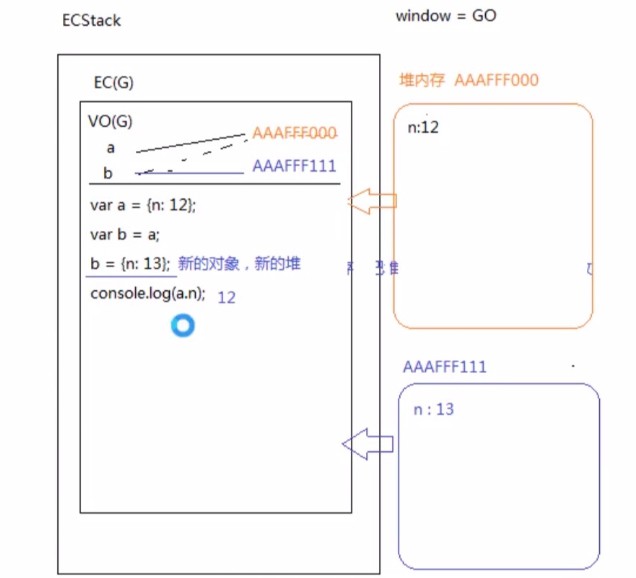 ECStack
window = GO
EC(G)
堆内存 AAAFFF000
VO(G)
n:12
a
AAAFFF000
b
AAAFFF111
var a = {n: 12};
var b = a;
b = {n: 13}; 新的对象，新的堆
console.log(a.n); 12
AAAFFF111
n : 13